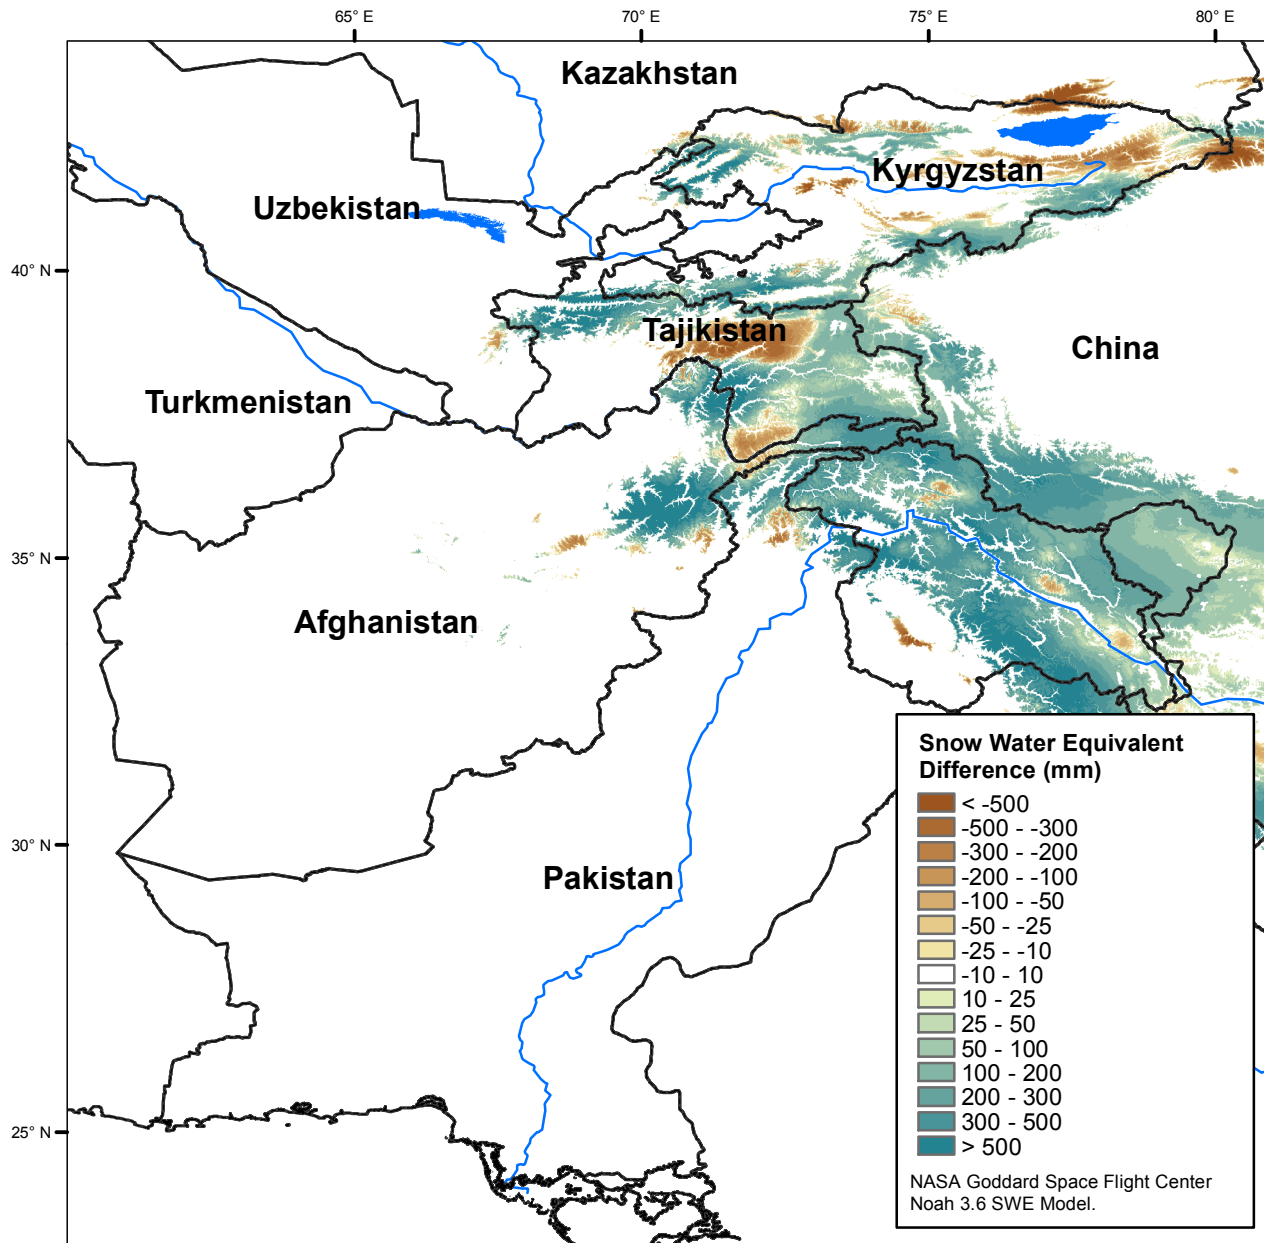 65° E
70° E
75° E
80° E
Kazakhstan
Kyrgyzstan
Uzbekistan
40° N
Tajikistan
China
Turkmenistan
35° N
Afghanistan
Snow Water Equivalent
Difference (mm)
< -500
-500 - -300
-300 - -200
-200 - -100
-100 - -50
-50 - -25
-25 - -10
-10 - 10
10 - 25
25 - 50
50 - 100
100 - 200
200 - 300
300 - 500
> 500
NASA Goddard Space Flight Center
Noah 3.6 SWE Model.
30° N
Pakistan
25° N